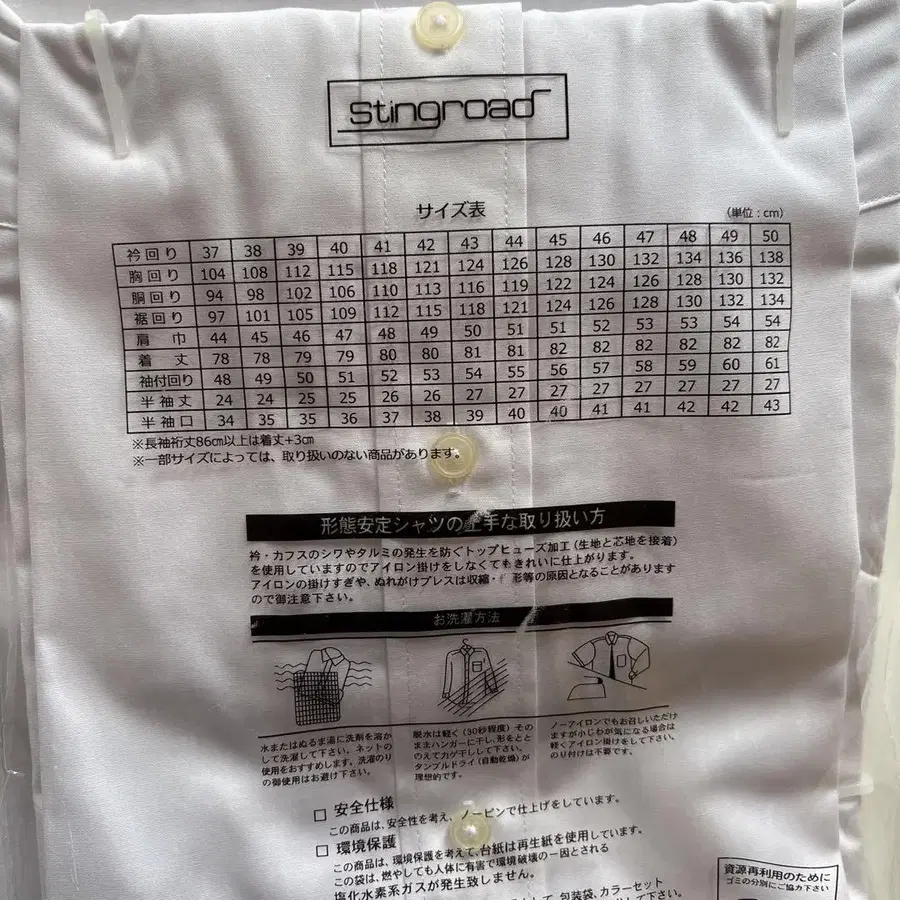 Stingroad
サイズ表
（単位：cm）
衿回り 37 38 39 40 41 42 43 44 45 46 47 48 49 50
胸回り 104 108 112 115 118 121 124 126 128 130 132 134 136 138
胴回り 94 98 102 106 110 113 116 119 122 124 126 128 130 132
裾回り 97 101 105 109 112 115 118 121 124 126 128 130 132 134
肩巾 44 45 46 47 48 49 50 51 51 52 53 53 54 54
着丈 78 78 79 79 80 80 81 81 82 82 82 82 82 82
袖付回り 48 49 50 51 52 53 54 55 56 57 58 59 60 61
半袖丈 24 24 25 25 26 26 27 27 27 27 27 27 27 27
半袖口 34 35 35 36 37 38 39 40 40 41 41 42 42 43
※長袖裄丈86cm以上は着丈+3cm
※一部サイズによっては、取り扱いのない商品があります。
形態安定シャツの上手な取り扱い方
衿・カフスのシワやタルミの発生を防ぐトップヒューズ加工（生地と芯地を接着）
を使用していますのでアイロン掛けをしなくてもきれいに仕上がります。
アイロンの掛けすぎや、ぬれがけプレスは収縮・形等の原因となることがあります
ので御注意下さい。
お洗濯方法
水またはぬるま湯に洗剤を溶か
して洗濯して下さい。ネットの
使用をおすすめします。洗濯のり
の御使用はお避け下さい。
脱水は軽く（30秒程度）その
ままハンガーに干し、形をとと
のえてカゲ干しして下さい。
タンブルドライ（自動乾燥）が
理想的です。
ノーアイロンでもお召しいただけ
ますが小じわが気になる場合は
軽くアイロン掛けをして下さい。
のり付けは不要です。
□ 安全仕様
この商品は、安全性を考え、ノーピンで仕上げをしています。
□ 環境保護
この商品は、環境保護を考えて、台紙は再生紙を使用しています。
この袋は、燃やしても人体に有害で環境破壊の一因とされる
塩化水素系ガスが発生致しません。
て、包装袋、カラーセット
資源再利用のために
ゴミの分別にご協力下さい